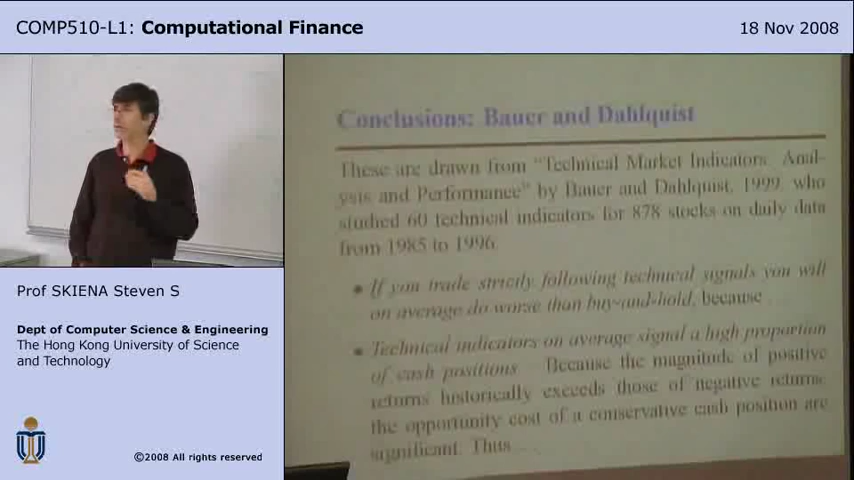 COMP510-L1: Computational Finance
18 Nov 2008
Conclusions: Bauer and Dahlquist
These are drawn from "Technical Market Indicators. Anal-
ysis and Performance" by Bauer and Dahlquist, 1999, who
studied 60 technical indicators for 878 stocks on daily data
from 1985 to 1996.
• If you trade strictly following technical signals you will
on average do worse than buy-and-hold, because ...
• Technical indicators on average signal a high proportion
of cash positions ... Because the magnitude of positive
returns historically exceeds those of negative returns,
the opportunity cost of a conservative cash position are
significant. Thus ...
Prof SKIENA Steven S
Dept of Computer Science & Engineering
The Hong Kong University of Science
and Technology
©2008 All rights reserved